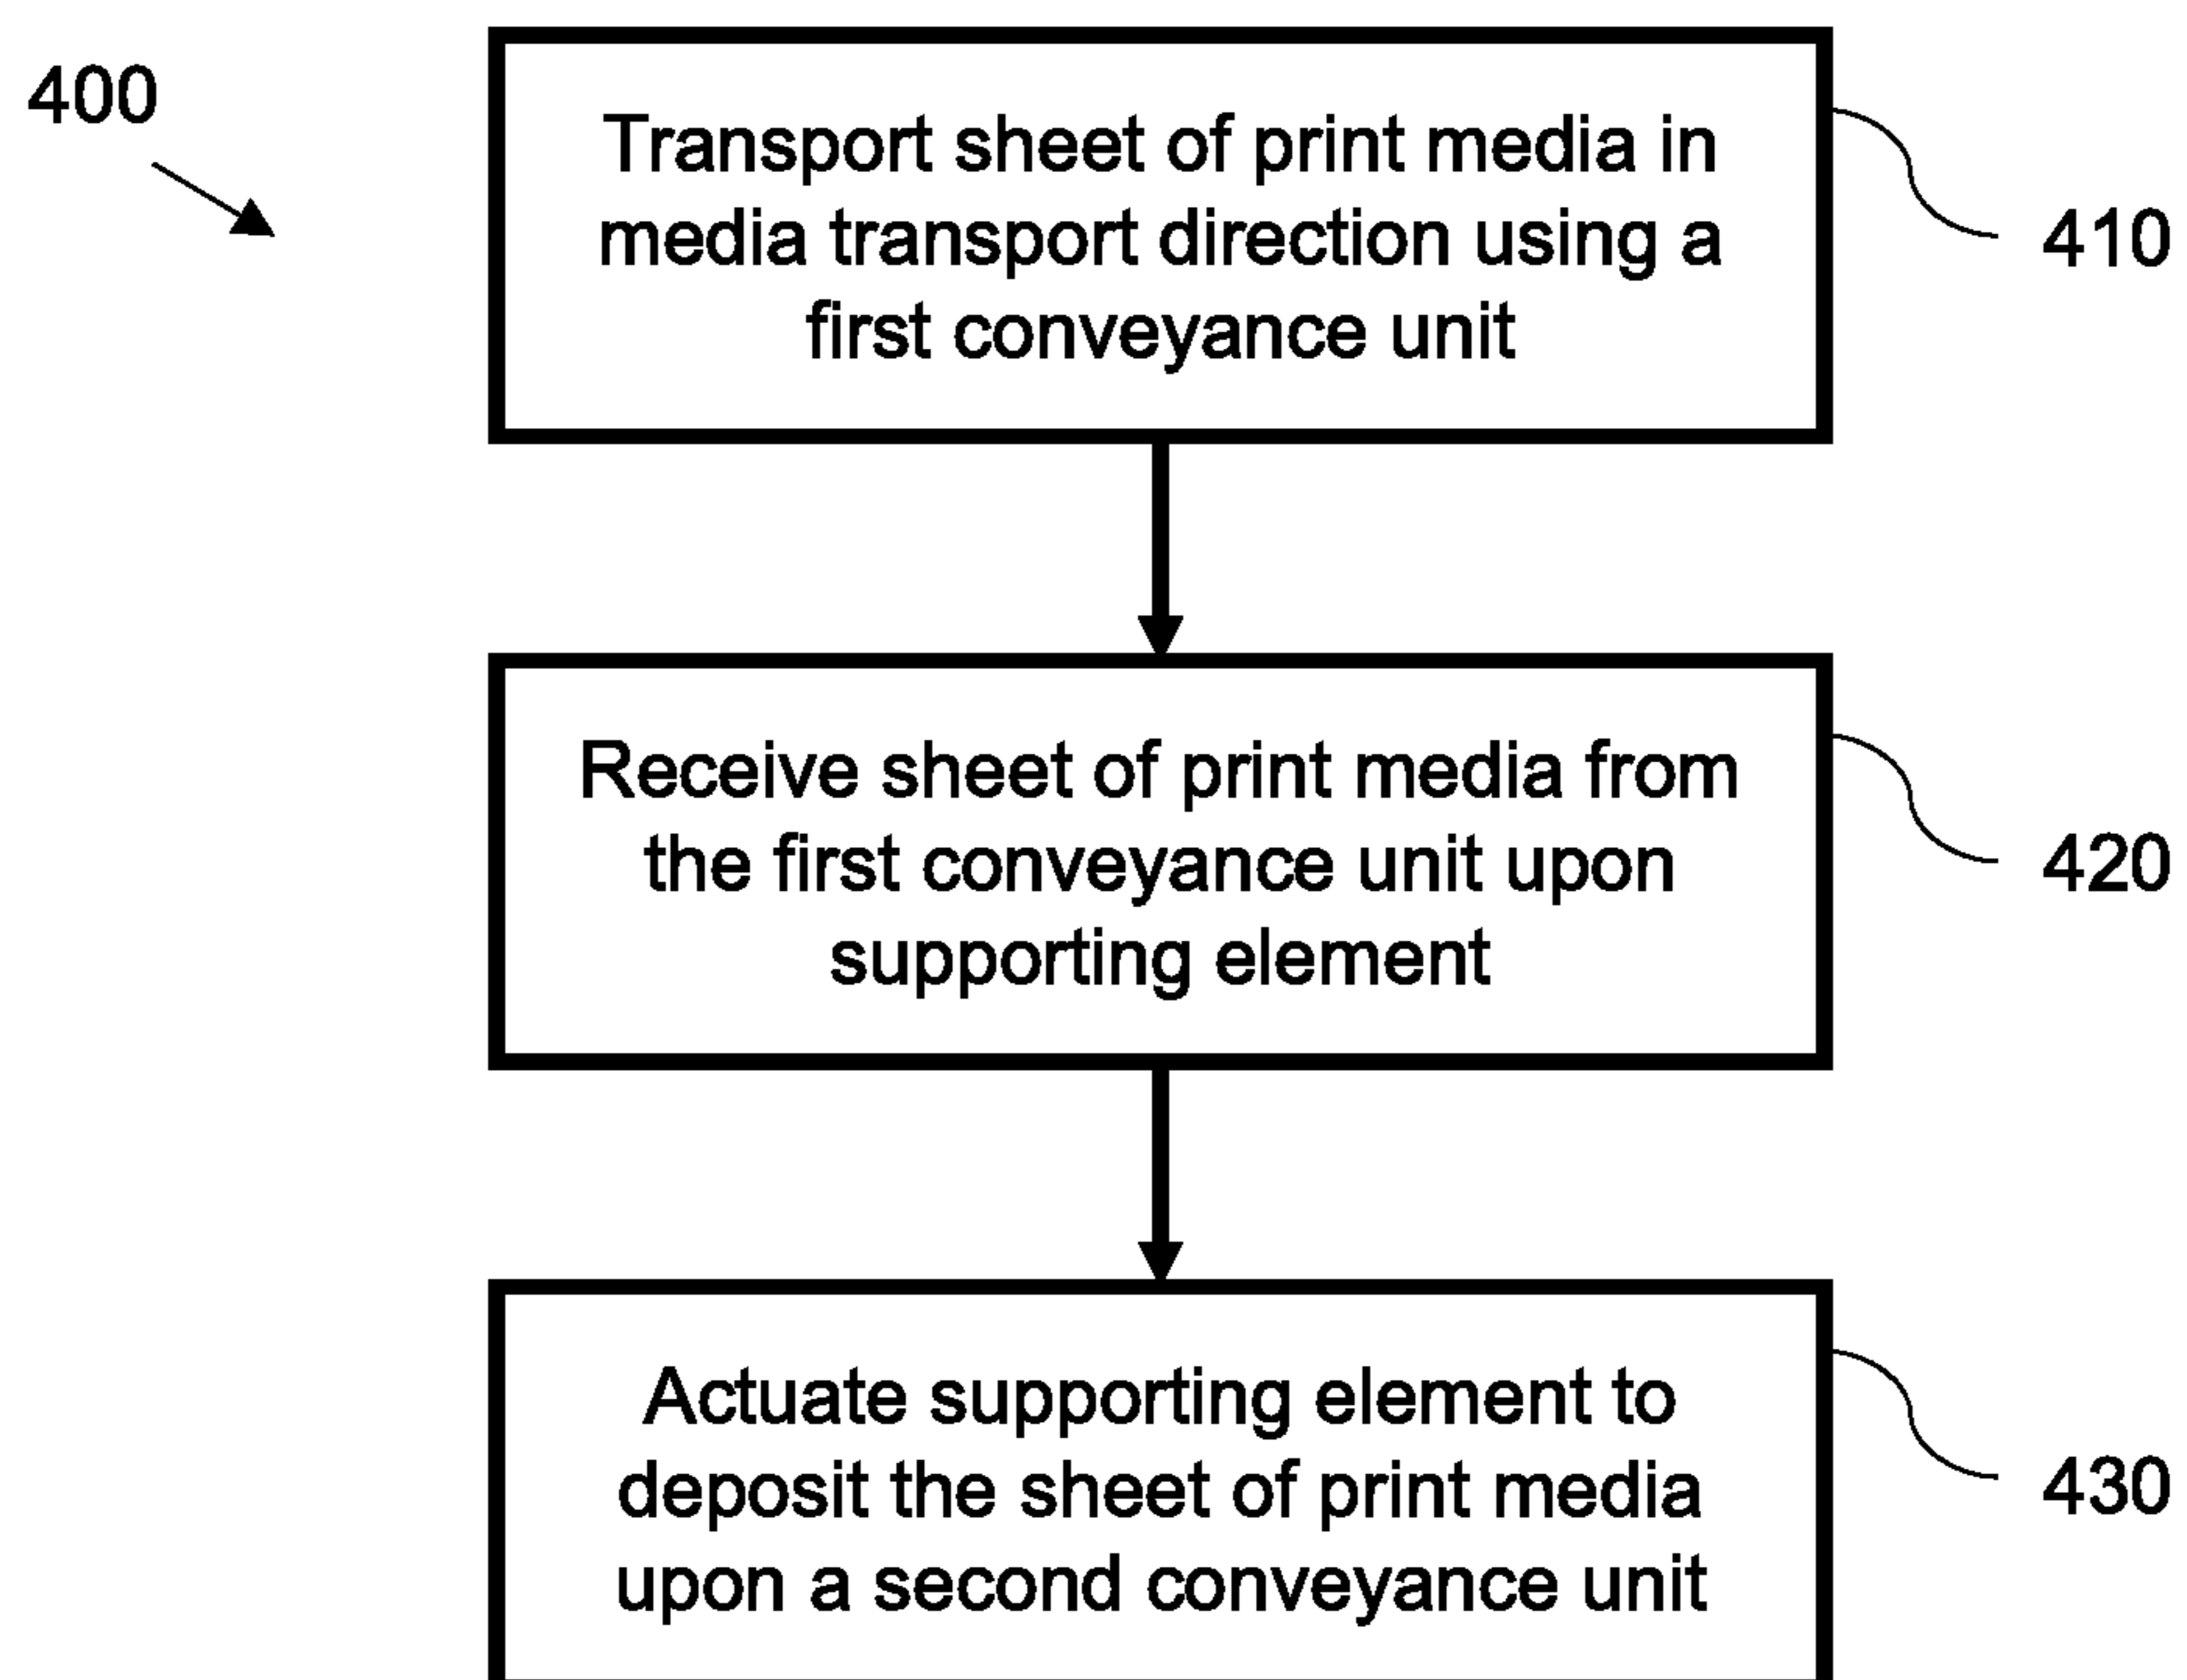 400
Transport sheet of print media in
media transport direction using a
first conveyance unit
410
Receive sheet of print media from
the first conveyance unit upon
supporting element
420
Actuate supporting element to
deposit the sheet of print media
upon a second conveyance unit
430